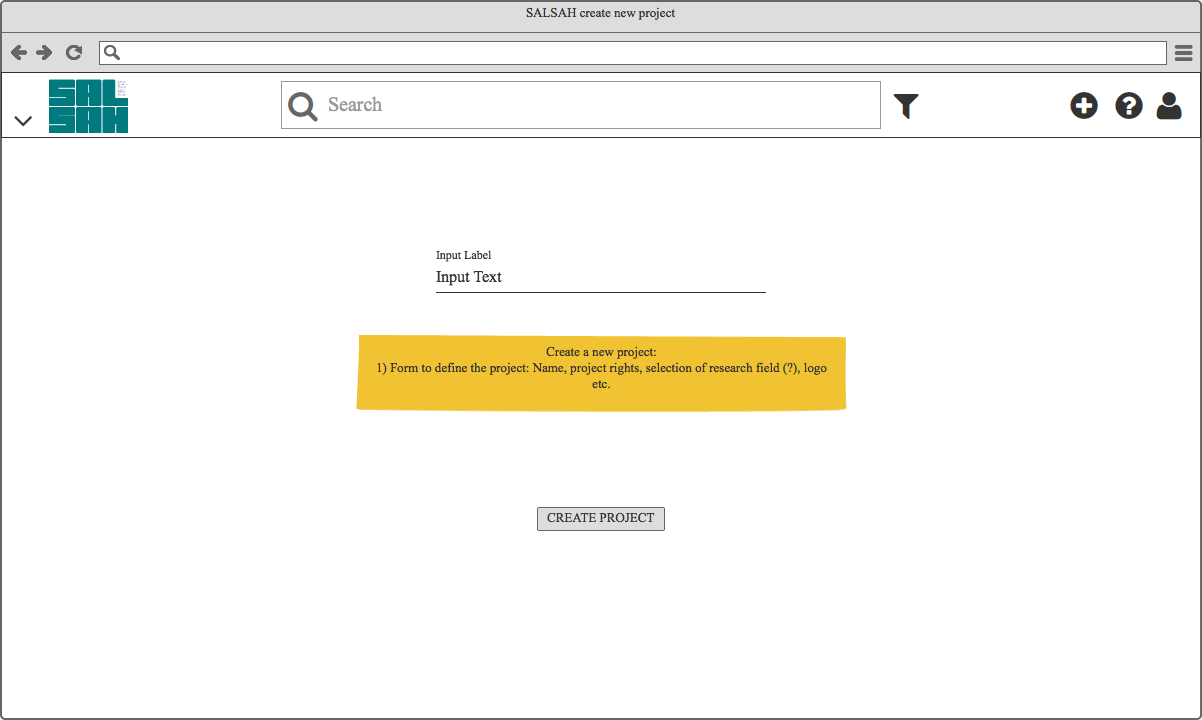 SALSAH create new project
SAL
SAH
Search
Input Label
Input Text
Create a new project:
1) Form to define the project: Name, project rights, selection of research field (?), logo
etc.
CREATE PROJECT